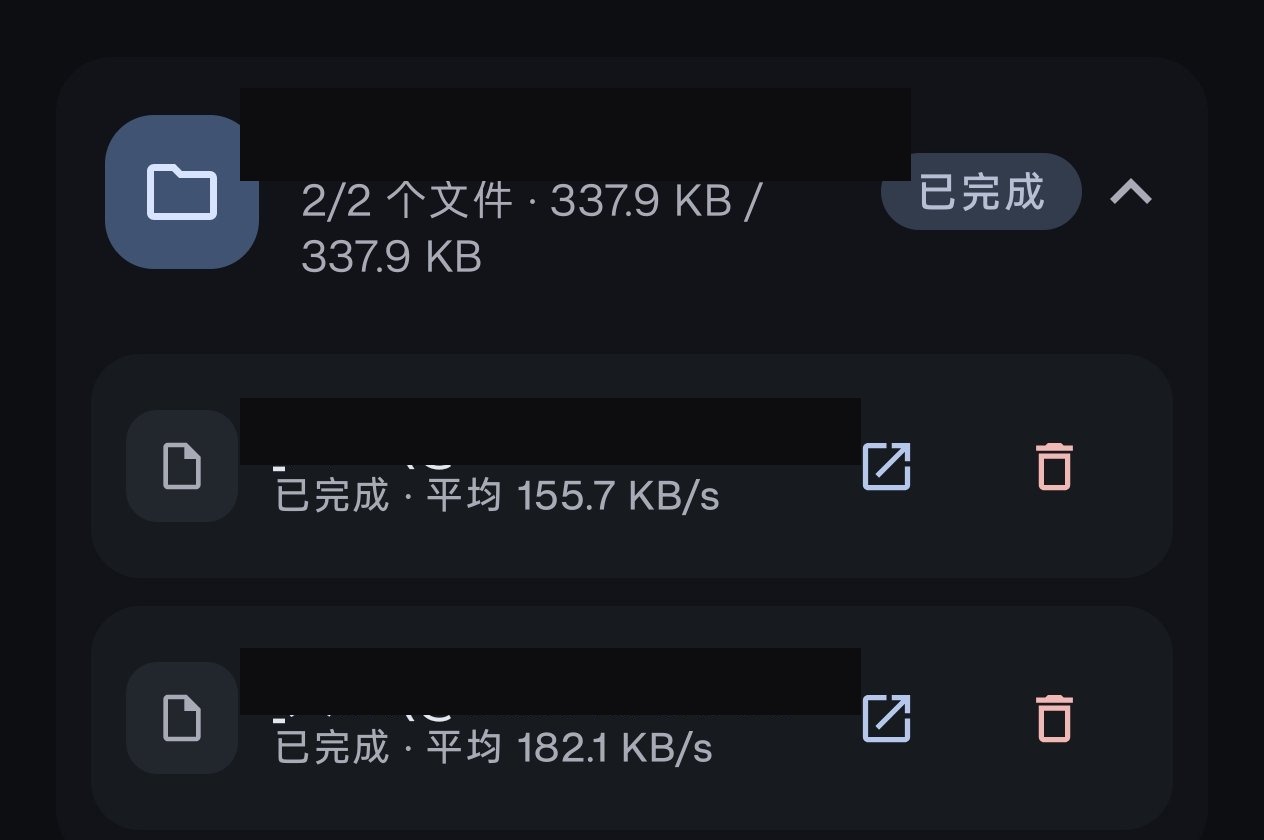 2/2 个文件 · 337.9 KB /
337.9 KB
已完成
已完成 · 平均 155.7 KB/s
已完成 · 平均 182.1 KB/s